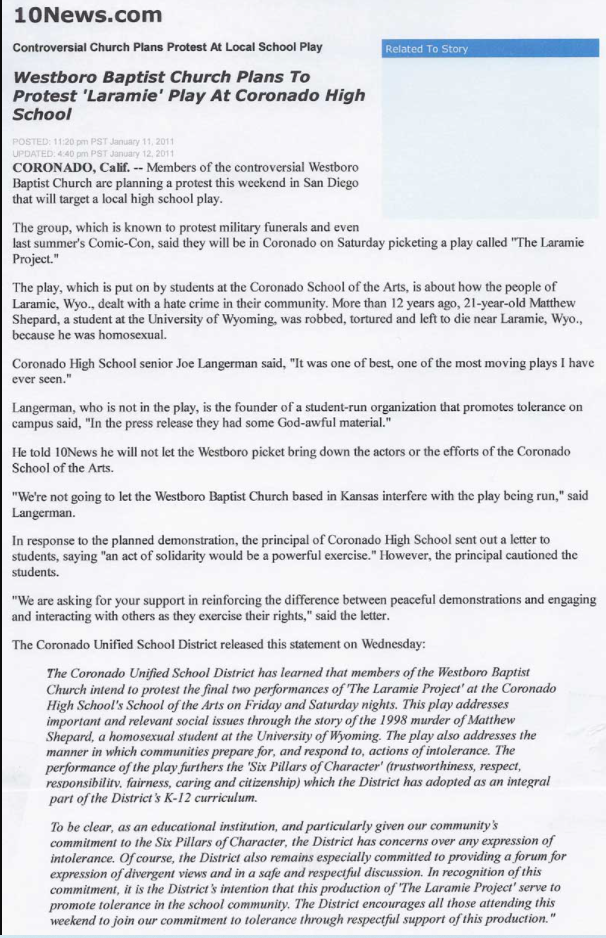 10News.com
Controversial Church Plans Protest At Local School Play
Related To Story
Westboro Baptist Church Plans To
Protest 'Laramie' Play At Coronado High
School
POSTED: 11:20 pm PST January 11, 2011
UPDATED: 4:40 pm PST January 12, 2011
CORONADO, Calif. -- Members of the controversial Westboro
Baptist Church are planning a protest this weekend in San Diego
that will target a local high school play.
The group, which is known to protest military funerals and even
last summer's Comic-Con, said they will be in Coronado on Saturday picketing a play called "The Laramie
Project."
The play, which is put on by students at the Coronado School of the Arts, is about how the people of
Laramie, Wyo., dealt with a hate crime in their community. More than 12 years ago, 21-year-old Matthew
Shepard, a student at the University of Wyoming, was robbed, tortured and left to die near Laramie, Wyo.,
because he was homosexual.
Coronado High School senior Joe Langerman said, "It was one of best, one of the most moving plays I have
ever seen."
Langerman, who is not in the play, is the founder of a student-run organization that promotes tolerance on
campus said, "In the press release they had some God-awful material."
He told 10News he will not let the Westboro picket bring down the actors or the efforts of the Coronado
School of the Arts.
"We're not going to let the Westboro Baptist Church based in Kansas interfere with the play being run," said
Langerman.
In response to the planned demonstration, the principal of Coronado High School sent out a letter to
students, saying "an act of solidarity would be a powerful exercise." However, the principal cautioned the
students.
"We are asking for your support in reinforcing the difference between peaceful demonstrations and engaging
and interacting with others as they exercise their rights," said the letter.
The Coronado Unified School District released this statement on Wednesday:
'The Coronado Unified School District has learned that members of the Westboro Baptist
Church intend to protest the final two performances of 'The Laramie Project' at the Coronado
High School's School of the Arts on Friday and Saturday nights. This play addresses
important and relevant social issues through the story of the 1998 murder of Matthew
Shepard, a homosexual student at the University of Wyoming. The play also addresses the
manner in which communities prepare for, and respond to, actions of intolerance. The
performance of the play furthers the 'Six Pillars of Character' (trustworthiness, respect,
responsibility, fairness, caring and citizenship) which the District has adopted as an integral
part of the District's K-12 curriculum.
To be clear, as an educational institution, and particularly given our community's
commitment to the Six Pillars of Character, the District has concerns over any expression of
intolerance. Of course, the District also remains especially committed to providing a forum for
expression of divergent views and in a safe and respectful discussion. In recognition of this
commitment, it is the District's intention that this production of 'The Laramie Project' serve to
promote tolerance in the school community. The District encourages all those attending this
weekend to join our commitment to tolerance through respectful support of this production."